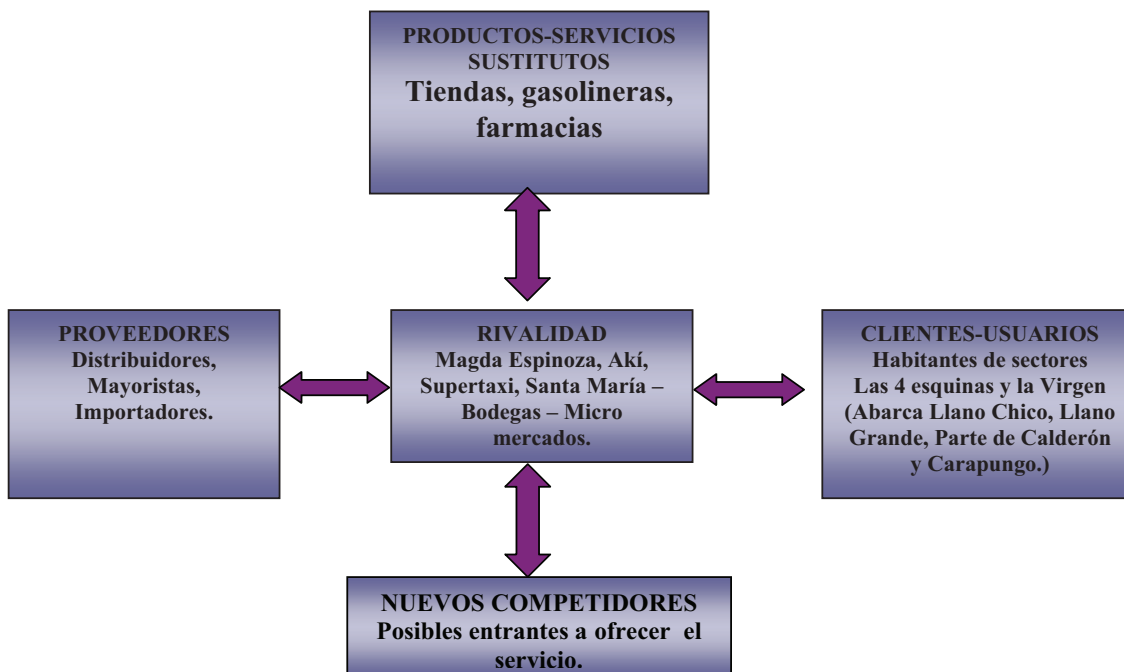 PRODUCTOS-SERVICIOS
SUSTITUTOS
Tiendas, gasolineras,
farmacias
PROVEEDORES
Distribuidores,
Mayoristas,
Importadores.
RIVALIDAD
Magda Espinoza, Akí,
Supertaxi, Santa María –
Bodegas – Micro
mercados.
CLIENTES-USUARIOS
Habitantes de sectores
Las 4 esquinas y la Virgen
(Abarca Llano Chico, Llano
Grande, Parte de Calderón
y Carapungo.)
NUEVOS COMPETIDORES
Posibles entrantes a ofrecer el
servicio.